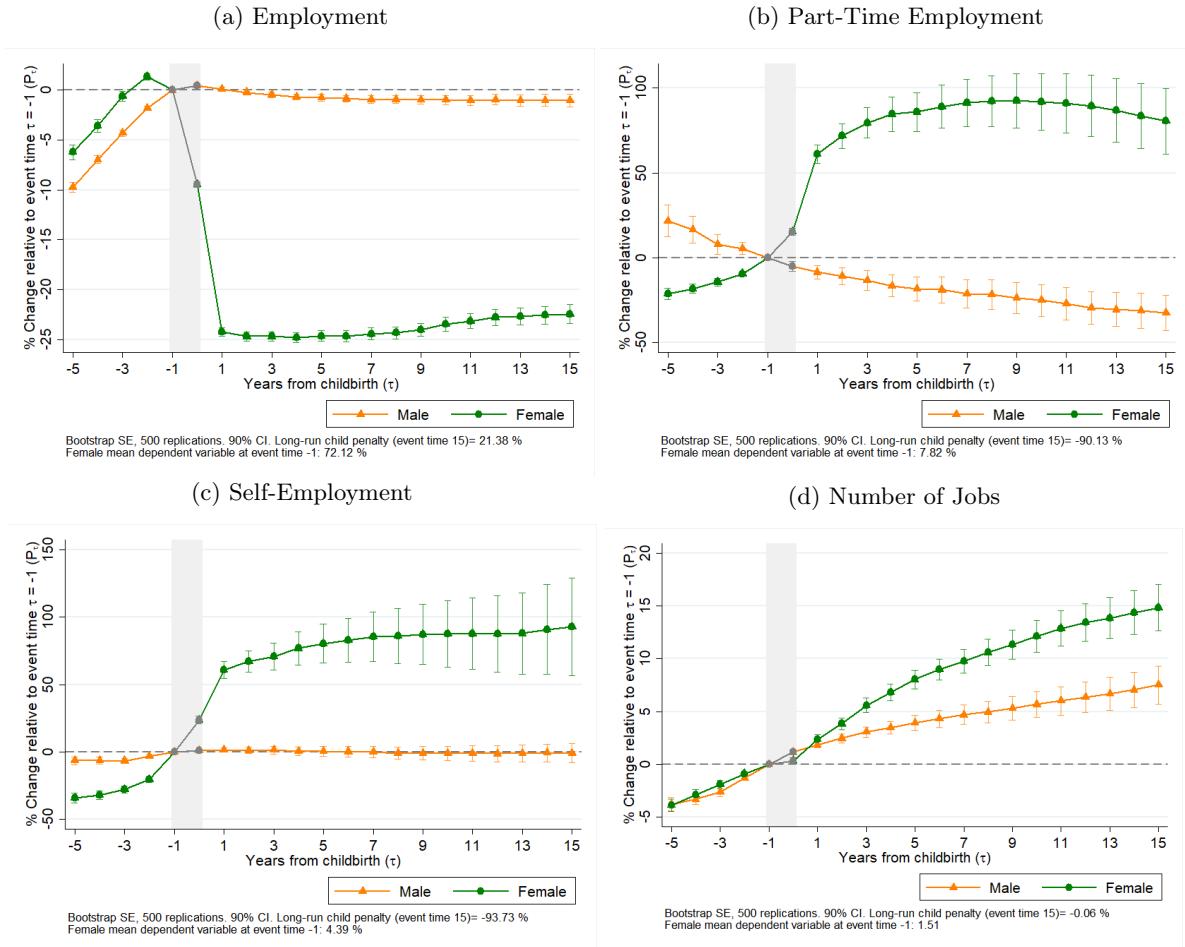 (a) Employment
% Change relative to event time τ = -1 (Pτ)
0
-5
-10
-15
-20
-25
-5 -3 -1 1 3 5 7 9 11 13 15
Years from childbirth (τ)
Male Female
Bootstrap SE, 500 replications. 90% CI. Long-run child penalty (event time 15)= 21.38 %
Female mean dependent variable at event time -1: 72.12 %
(b) Part-Time Employment
% Change relative to event time τ = -1 (Pτ)
100
50
0
-50
-5 -3 -1 1 3 5 7 9 11 13 15
Years from childbirth (τ)
Male Female
Bootstrap SE, 500 replications. 90% CI. Long-run child penalty (event time 15)= -90.13 %
Female mean dependent variable at event time -1: 7.82 %
(c) Self-Employment
% Change relative to event time τ = -1 (Pτ)
150
100
50
0
-50
-5 -3 -1 1 3 5 7 9 11 13 15
Years from childbirth (τ)
Male Female
Bootstrap SE, 500 replications. 90% CI. Long-run child penalty (event time 15)= -93.73 %
Female mean dependent variable at event time -1: 4.39 %
(d) Number of Jobs
% Change relative to event time τ = -1 (Pτ)
20
15
10
5
0
-5
-5 -3 -1 1 3 5 7 9 11 13 15
Years from childbirth (τ)
Male Female
Bootstrap SE, 500 replications. 90% CI. Long-run child penalty (event time 15)= -0.06 %
Female mean dependent variable at event time -1: 1.51